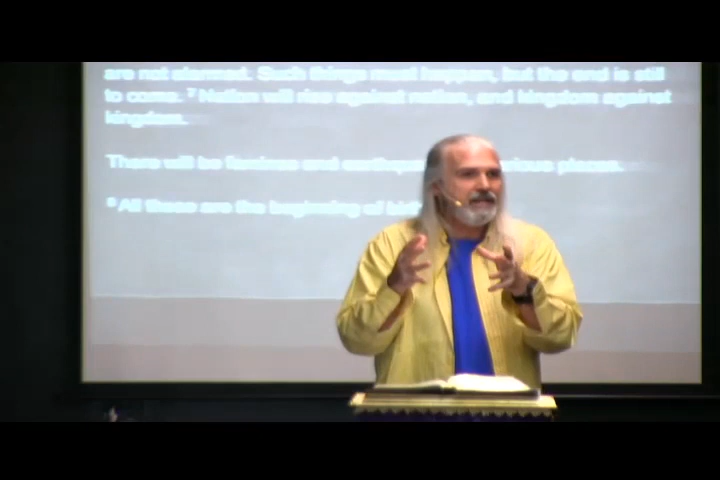 are not alarmed. Such things must happen, but the end is still
to come. ⁷ Nation will rise against nation, and kingdom against
kingdom.
There will be famines and various places.
⁸ All these are the beginning of